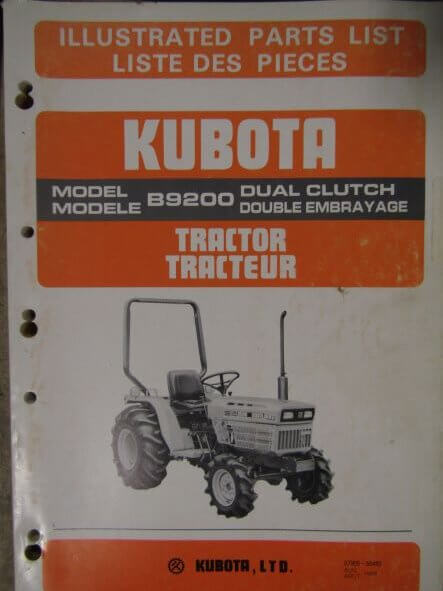 ILLUSTRATED PARTS LIST
LISTE DES PIECES
KUBOTA
MODEL B9200 DUAL CLUTCH
MODELE DOUBLE EMBRAYAGE
TRACTOR
TRACTEUR
KUBOTA, LTD.